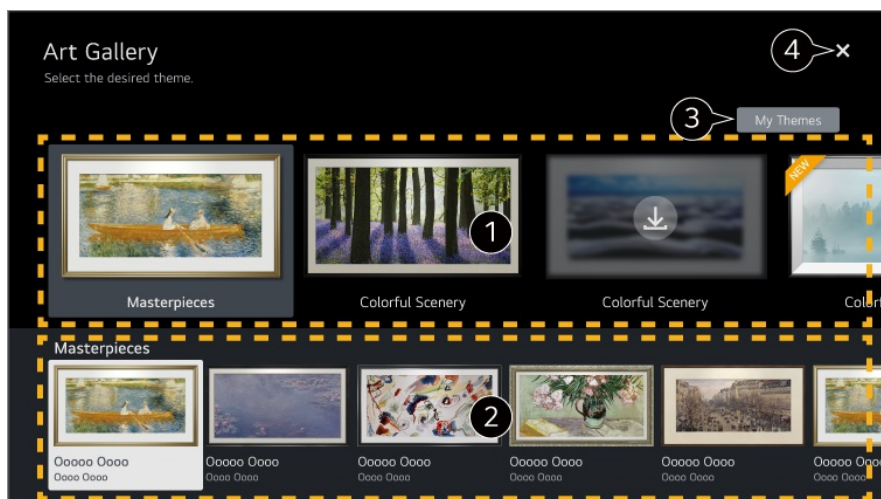 Art Gallery
4
Select the desired theme.
3
My Themes
NEW
1
Masterpieces
Colorful Scenery
Colorful Scenery
Masterpieces
2
Ooooo Oooo
Ooooo Oooo
Ooooo Oooo
Ooooo Oooo
Ooooo Oooo
Ooooo Oooo
Oooo Oooo
Oooo Oooo
Oooo Oooo
Oooo Oooo
Oooo Oooo
Oooo Oooo